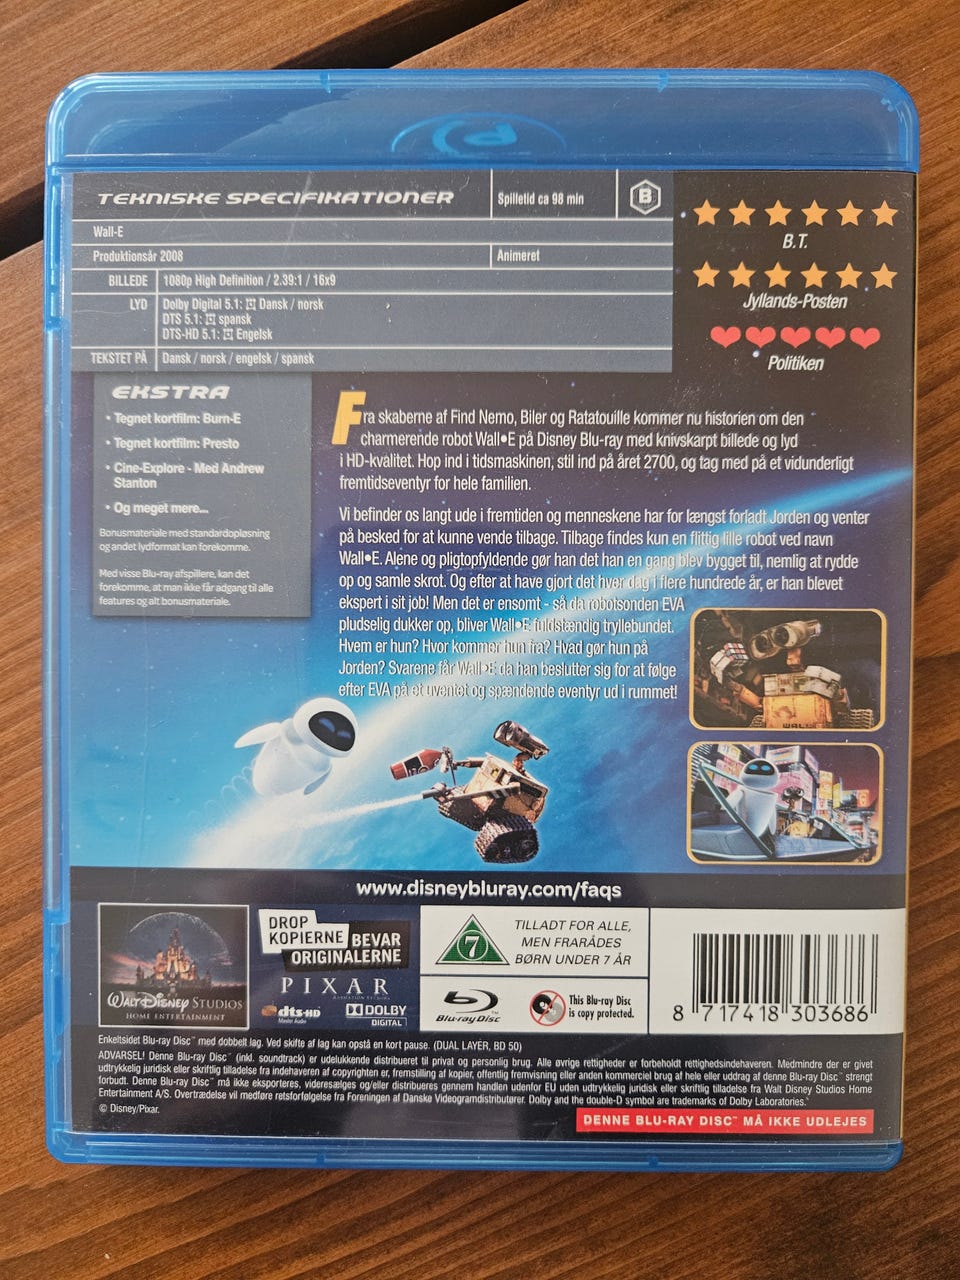 TEKNISKE SPECIFIKATIONER
Spilletid ca 98 min
B
Wall-E
Produktionsår 2008
Animeret
BILLEDE
1080p High Definition / 2.39:1 / 16x9
LYD
Dolby Digital 5.1: Dansk / norsk
DTS 5.1: spansk
DTS-HD 5.1: Engelsk
TEKSTET PÅ
Dansk / norsk / engelsk / spansk
B.T.
Jyllands-Posten
Politiken
EKSTRA
• Tegnet kortfilm: Burn-E
• Tegnet kortfilm: Presto
• Cine-Explore - Med Andrew
Stanton
• Og meget mere...
Bonusmateriale med standardopløsning
og andet lydformat kan forekomme.
Med visse Blu-ray afspillere, kan det
forekomme, at man ikke får adgang til alle
features og alt bonusmateriale.
Fra skaberne af Find Nemo, Biler og Ratatouille kommer nu historien om den
charmerende robot Wall•E på Disney Blu-ray med knivskarpt billede og lyd
i HD-kvalitet. Hop ind i tidsmaskinen, stil ind på året 2700, og tag med på et vidunderligt
fremtidseventyr for hele familien.
Vi befinder os langt ude i fremtiden og menneskene har for længst forladt Jorden og venter
på besked for at kunne vende tilbage. Tilbage findes kun en flittig lille robot ved navn
Wall•E. Alene og pligtopfyldende gør han det han en gang blev bygget til, nemlig at rydde
op og samle skrot. Og efter at have gjort det hver dag i flere hundrede år, er han blevet
ekspert i sit job! Men det er ensomt - så da robotsonden EVA
pludselig dukker op, bliver Wall•E fuldstændig tryllebundet.
Hvem er hun? Hvor kommer hun fra? Hvad gør hun på
Jorden? Svarene får Wall•E da han beslutter sig for at følge
efter EVA på et uventet og spændende eventyr ud i rummet!
WALL
www.disneybluray.com/faqs
WALT DISNEY STUDIOS
HOME ENTERTAINMENT
DROP
KOPIERNE
BEVAR
ORIGINALERNE
PIXAR
ANIMATION STUDIOS
dts-HD
Master Audio
DOLBY
DIGITAL
7
TILLADT FOR ALLE,
MEN FRARÅDES
BØRN UNDER 7 ÅR
Blu-ray Disc™
This Blu-ray Disc
is copy protected.
8 717418 303686
Enkeltsidet Blu-ray Disc™ med dobbelt lag. Ved skifte af lag kan opstå en kort pause. (DUAL LAYER, BD 50)
ADVARSEL! Denne Blu-ray Disc™ (inkl. soundtrack) er udelukkende distribueret til privat og personlig brug. Alle øvrige rettigheder er forbeholdt rettighedsindehaveren. Medmindre der er givet
udtrykkelig juridisk eller skriftlig tilladelse fra indehaveren af copyrighten er, fremstilling af kopier, offentlig fremvisning eller anden kommerciel brug af hele eller uddrag af denne Blu-ray Disc™ strengt
forbudt. Denne Blu-ray Disc™ må ikke eksporteres, videresælges og/eller distribueres gennem handlen udenfor EU uden udtrykkelig juridisk eller skriftlig tilladelse fra Walt Disney Studios Home
Entertainment A/S. Overtrædelse vil medføre retsforfølgelse fra Foreningen af Danske Videogramdistributører. Dolby and the double-D symbol are trademarks of Dolby Laboratories.
© Disney/Pixar.
DENNE BLU-RAY DISC™ MÅ IKKE UDLEJES